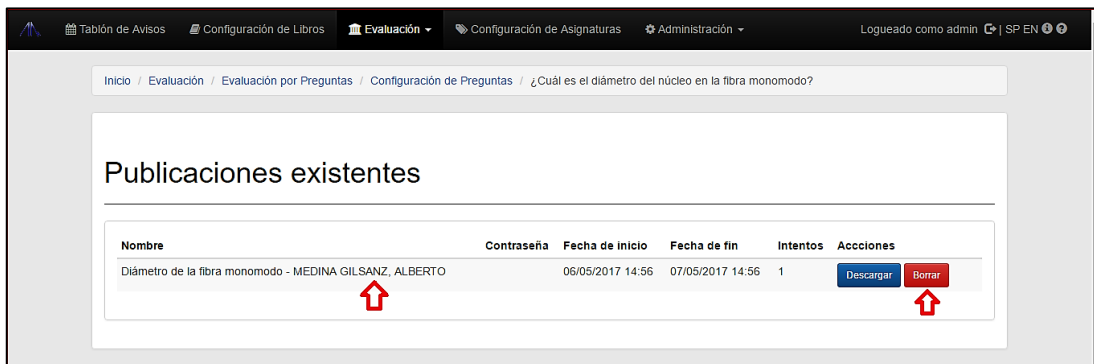 Tablón de Avisos Configuración de Libros Evaluación Configuración de Asignaturas Administración Logueado como admin | SP EN
Inicio / Evaluación / Evaluación por Preguntas / Configuración de Preguntas / ¿Cuál es el diámetro del núcleo en la fibra monomodo?
Publicaciones existentes
Nombre Contraseña Fecha de inicio Fecha de fin Intentos Accciones
Diámetro de la fibra monomodo - MEDINA GILSANZ, ALBERTO 06/05/2017 14:56 07/05/2017 14:56 1 Descargar Borrar